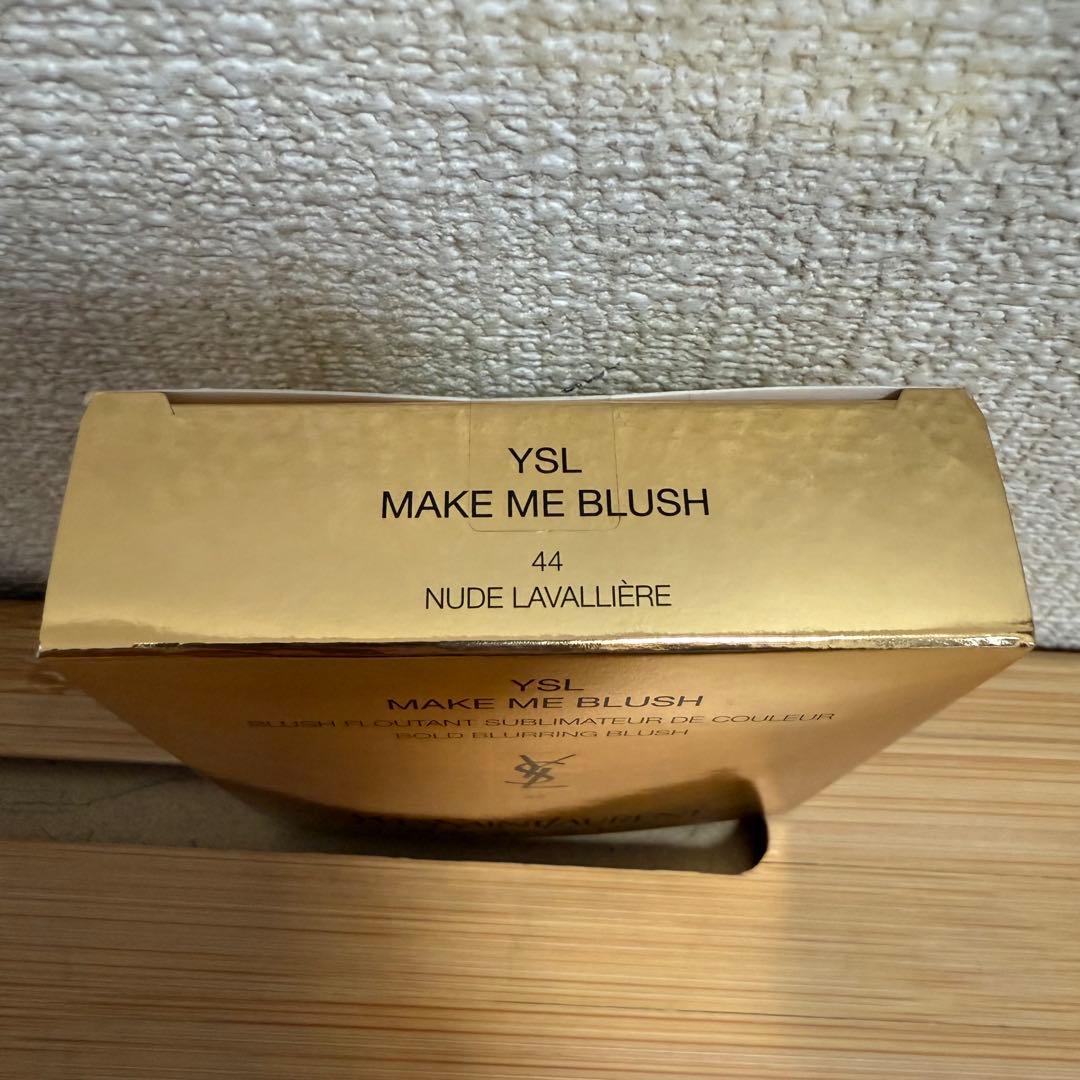 YSL
MAKE ME BLUSH
44
NUDE LAVALLIÈRE
YSL
MAKE ME BLUSH
BLUSH FLOUTANT SUBLIMATEUR DE COULEUR
BOLD BLURRING BLUSH
YSL